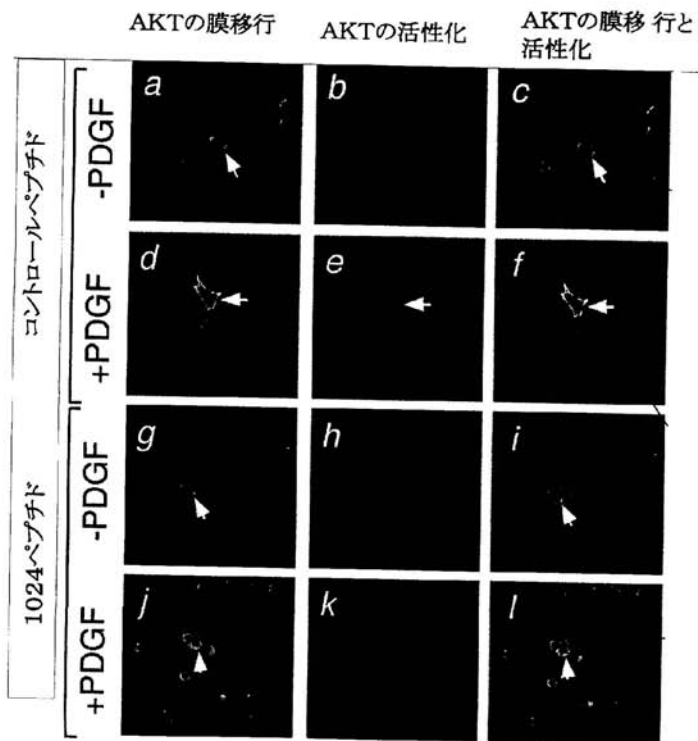 AKTの膜移行
AKTの活性化
AKTの膜移 行と
活性化
コントロールペプチド
-PDGF
a
b
c
+PDGF
d
e
f
1024ペプチド
-PDGF
g
h
i
+PDGF
j
k
l